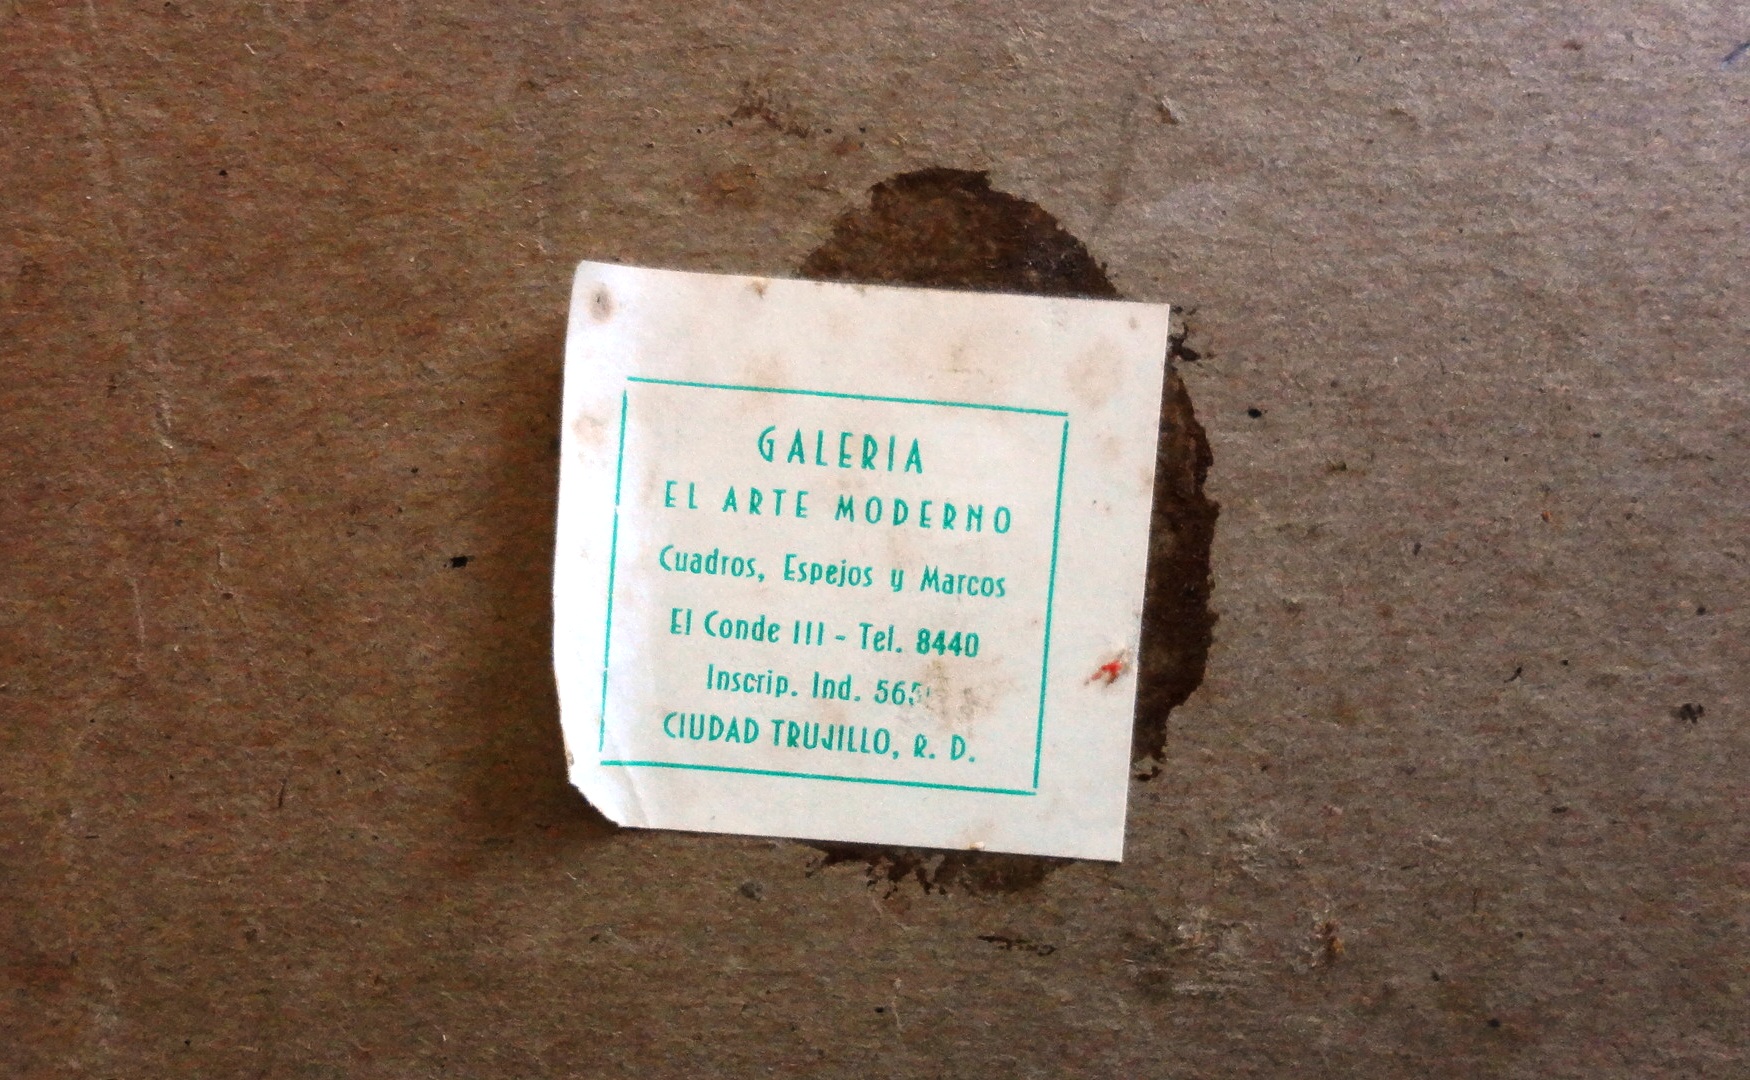 GALERIA
EL ARTE MODERNO
Cuadros, Espejos y Marcos
El Conde 111 - Tel. 8440
Inscrip. Ind.
CIUDAD TRUJILLO, R. D.